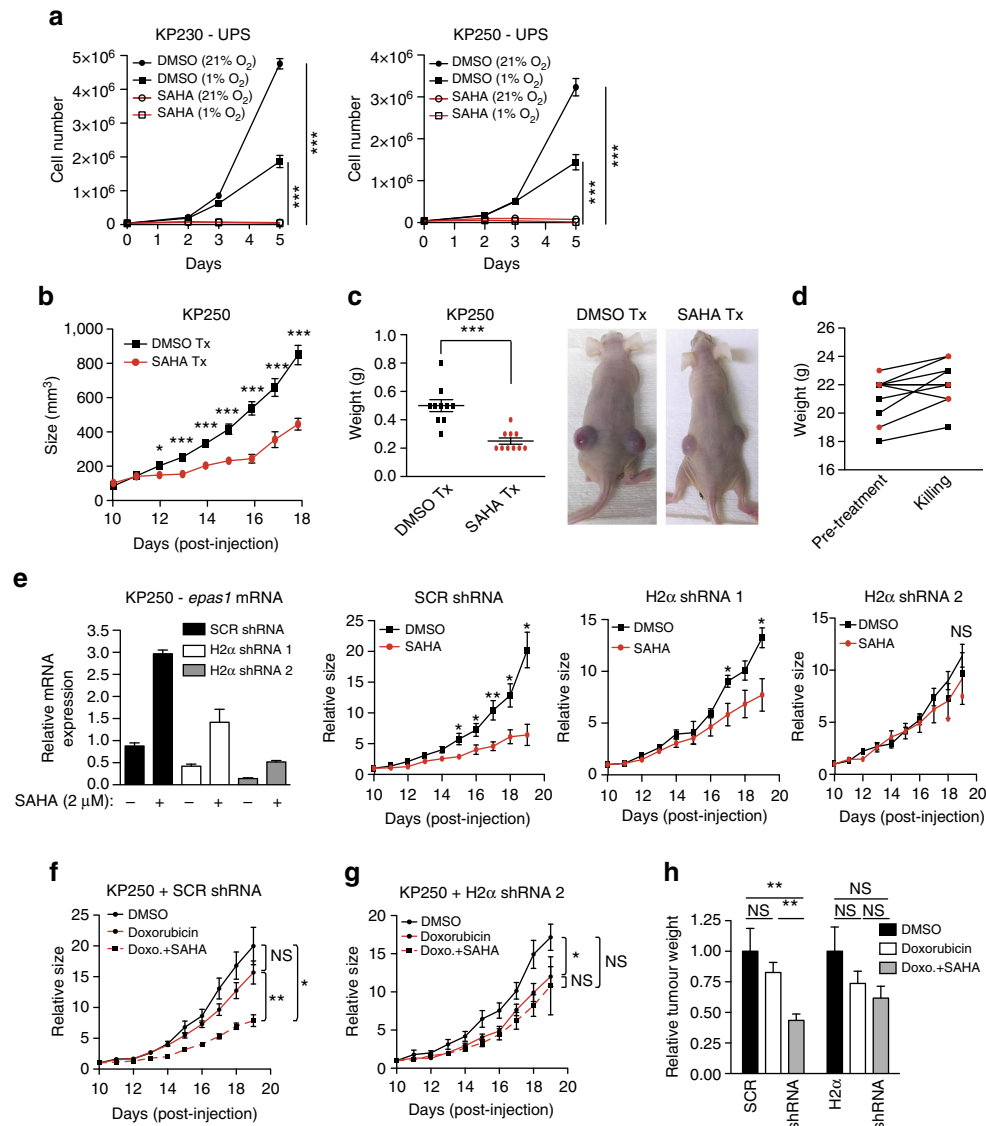 a
KP230 - UPS
5×10⁶
4×10⁶
3×10⁶
2×10⁶
1×10⁶
0
Cell number
DMSO (21% O₂)
DMSO (1% O₂)
SAHA (21% O₂)
SAHA (1% O₂)
***
***
0 1 2 3 4 5
Days
KP250 - UPS
4×10⁶
3×10⁶
2×10⁶
1×10⁶
0
Cell number
DMSO (21% O₂)
DMSO (1% O₂)
SAHA (21% O₂)
SAHA (1% O₂)
***
***
0 1 2 3 4 5
Days
b
KP250
1,000
800
600
400
200
0
Size (mm³)
DMSO Tx
SAHA Tx
* *** *** *** *** *** ***
10 12 14 16 18
Days (post-injection)
c
KP250
***
1.0
0.8
0.6
0.4
0.2
0.0
Weight (g)
DMSO Tx
SAHA Tx
DMSO Tx
SAHA Tx
d
26
24
22
20
18
16
Weight (g)
Pre-treatment
Killing
e
KP250 - epas1 mRNA
3.5
3.0
2.5
2.0
1.5
1.0
0.5
0.0
Relative mRNA
expression
SCR shRNA
H2α shRNA 1
H2α shRNA 2
SAHA (2 μM): – + – + – +
SCR shRNA
25
20
15
10
5
0
Relative size
DMSO
SAHA
* * ** * *
10 12 14 16 18 20
Days (post-injection)
H2α shRNA 1
15
10
5
0
Relative size
DMSO
SAHA
* *
10 12 14 16 18 20
Days (post-injection)
H2α shRNA 2
15
10
5
0
Relative size
DMSO
SAHA
NS
10 12 14 16 18 20
Days (post-injection)
f
KP250 + SCR shRNA
25
20
15
10
5
0
Relative size
DMSO
Doxorubicin
Doxo.+SAHA
NS
**
*
10 12 14 16 18 20
Days (post-injection)
g
KP250 + H2α shRNA 2
20
15
10
5
0
Relative size
DMSO
Doxorubicin
Doxo.+SAHA
*
NS
NS
10 12 14 16 18 20
Days (post-injection)
h
** NS
NS ** NS NS
1.25
1.00
0.75
0.50
0.25
0.00
Relative tumour weight
DMSO
Doxorubicin
Doxo.+SAHA
SCR
shRNA
H2α
shRNA